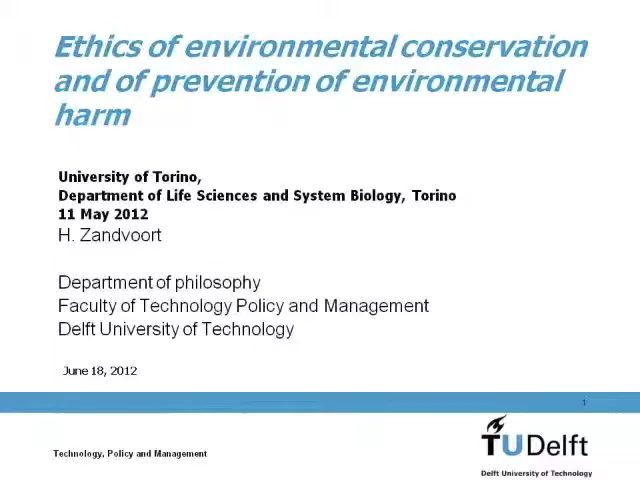 Ethics of environmental conservation
and of prevention of environmental
harm
University of Torino,
Department of Life Sciences and System Biology, Torino
11 May 2012
H. Zandvoort
Department of philosophy
Faculty of Technology Policy and Management
Delft University of Technology
June 18, 2012
1
Technology, Policy and Management
TUDelft
Delft University of Technology